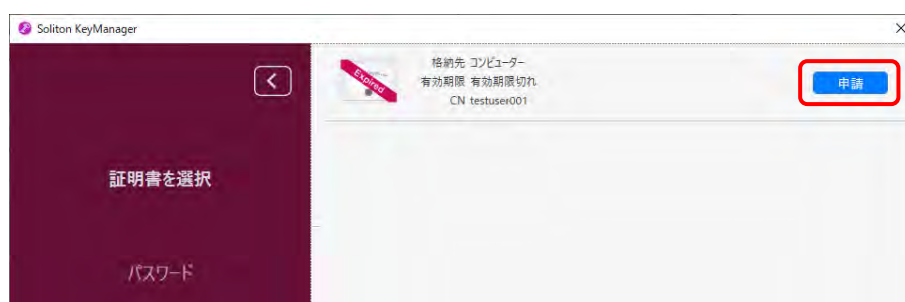 Soliton KeyManager
証明書を選択
パスワード
Expired
格納先 コンピューター
有効期限 有効期限切れ
CN testuser001
申請